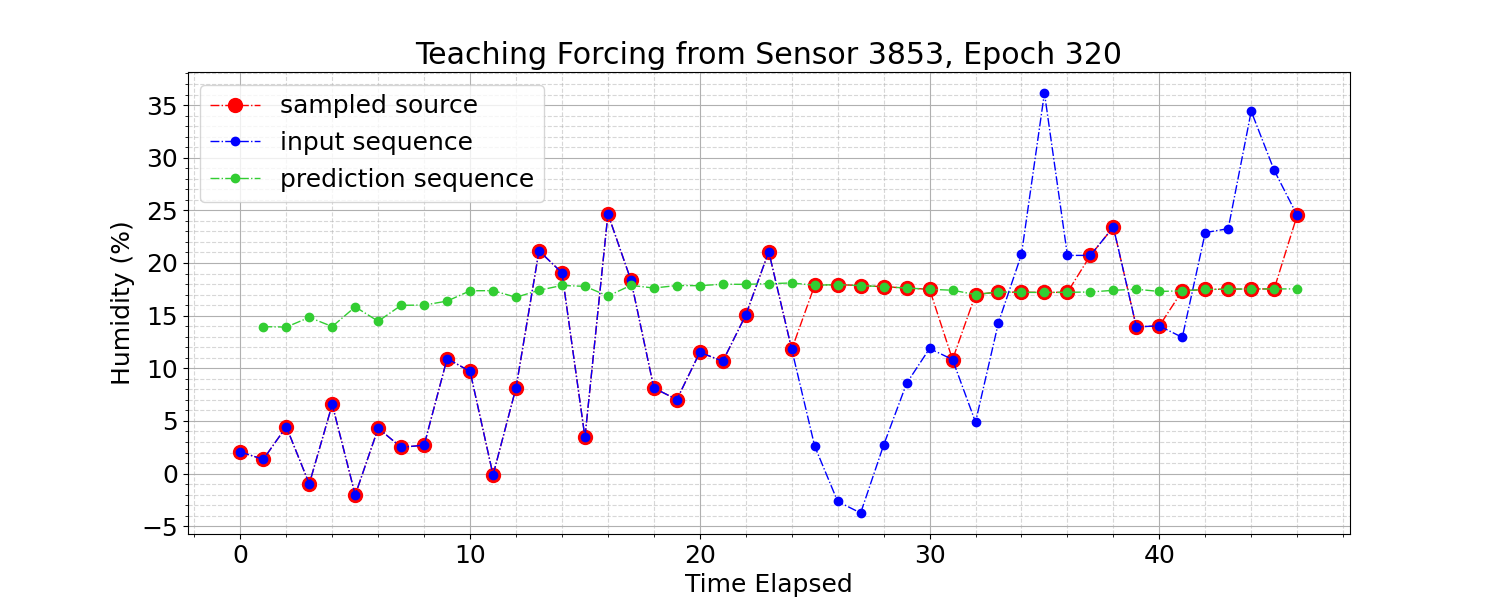 Teaching Forcing from Sensor 3853, Epoch 320
sampled source
input sequence
prediction sequence
Humidity (%)
35
30
25
20
15
10
5
0
−5
0 10 20 30 40
Time Elapsed